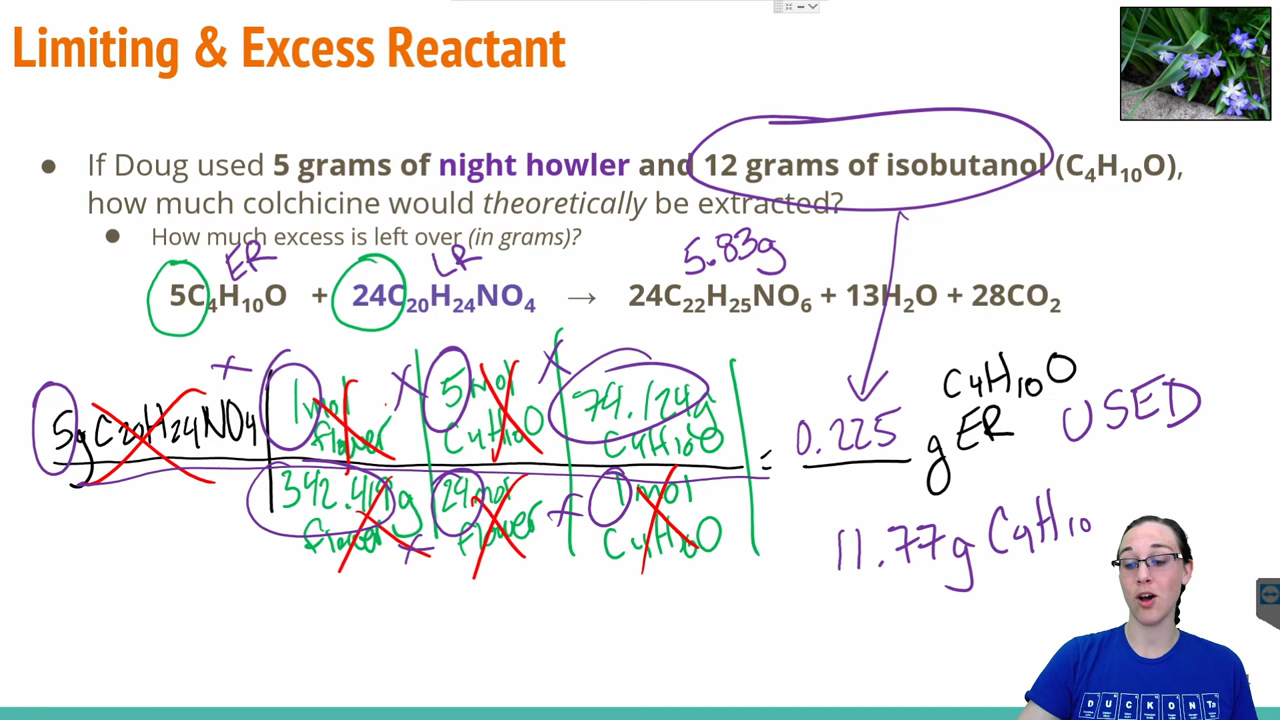 Limiting & Excess Reactant
● If Doug used 5 grams of night howler and 12 grams of isobutanol (C₄H₁₀O),
how much colchicine would theoretically be extracted?
● How much excess is left over (in grams)?
ER LR 5.83g
5C₄H₁₀O + 24C₂₀H₂₄NO₄ → 24C₂₂H₂₅NO₆ + 13H₂O + 28CO₂
5g C₂₀H₂₄NO₄ x 1 mol flower x 5 mol C₄H₁₀O x 74.124g C₄H₁₀O = 0.225 g ER C₄H₁₀O USED
342.419g flower x 24 mol flower x 1 mol C₄H₁₀O
11.77g C₄H₁₀
DUCKONTa